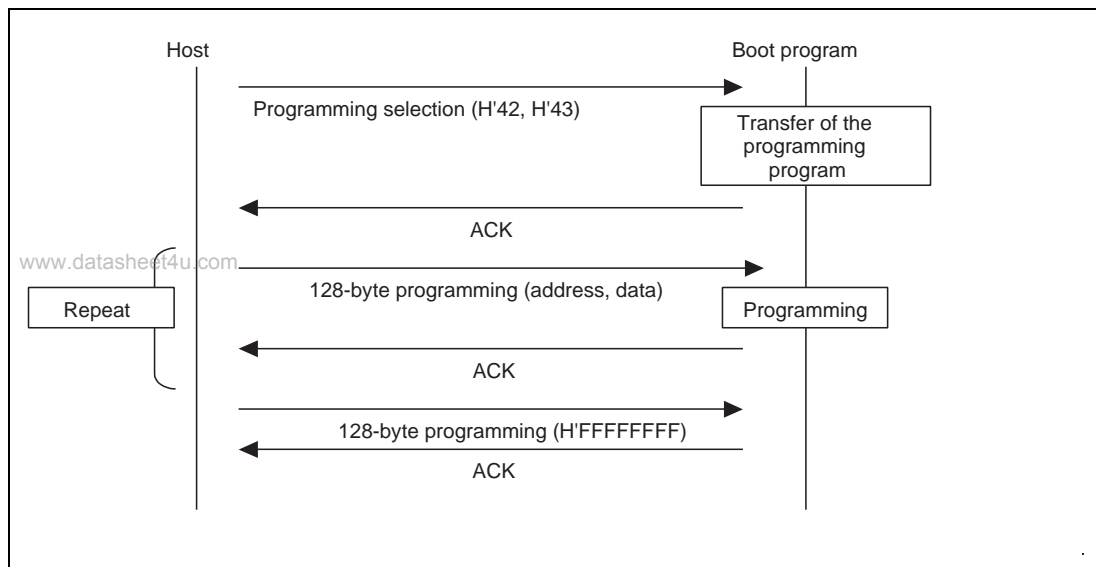 Host
Boot program
Programming selection (H'42, H'43)
Transfer of the
programming
program
ACK
www.datasheet4u.com
128-byte programming (address, data)
Repeat
Programming
ACK
128-byte programming (H'FFFFFFFF)
ACK